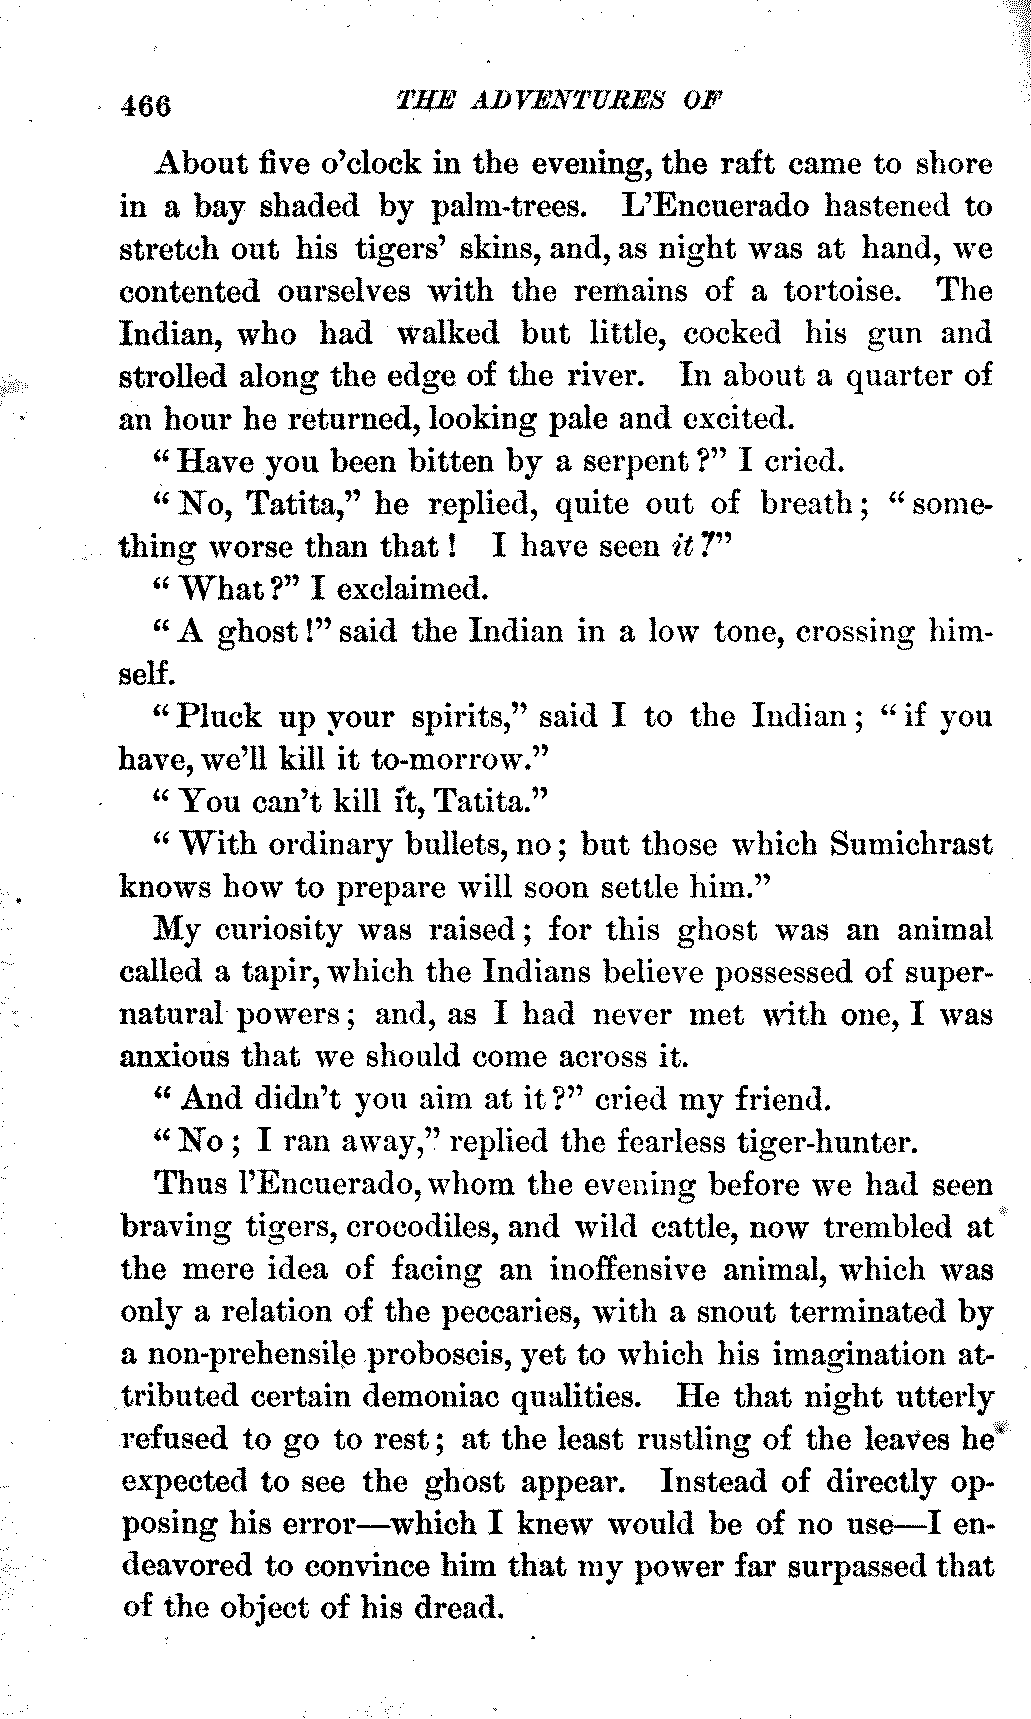 466 THE ADVENTURES OF
About five o'clock in the evening, the raft came to shore
in a bay shaded by palm-trees. L'Encuerado hastened to
stretch out his tigers' skins, and, as night was at hand, we
contented ourselves with the remains of a tortoise. The
Indian, who had walked but little, cocked his gun and
strolled along the edge of the river. In about a quarter of
an hour he returned, looking pale and excited.
"Have you been bitten by a serpent?" I cried.
"No, Tatita," he replied, quite out of breath; "some-
thing worse than that! I have seen it!"
"What?" I exclaimed.
"A ghost!" said the Indian in a low tone, crossing him-
self.
"Pluck up your spirits," said I to the Indian; "if you
have, we'll kill it to-morrow."
"You can't kill it, Tatita."
"With ordinary bullets, no; but those which Sumichrast
knows how to prepare will soon settle him."
My curiosity was raised; for this ghost was an animal
called a tapir, which the Indians believe possessed of super-
natural powers; and, as I had never met with one, I was
anxious that we should come across it.
"And didn't you aim at it?" cried my friend.
"No; I ran away," replied the fearless tiger-hunter.
Thus l'Encuerado, whom the evening before we had seen
braving tigers, crocodiles, and wild cattle, now trembled at
the mere idea of facing an inoffensive animal, which was
only a relation of the peccaries, with a snout terminated by
a non-prehensile proboscis, yet to which his imagination at-
tributed certain demoniac qualities. He that night utterly
refused to go to rest; at the least rustling of the leaves he
expected to see the ghost appear. Instead of directly op-
posing his error—which I knew would be of no use—I en-
deavored to convince him that my power far surpassed that
of the object of his dread.